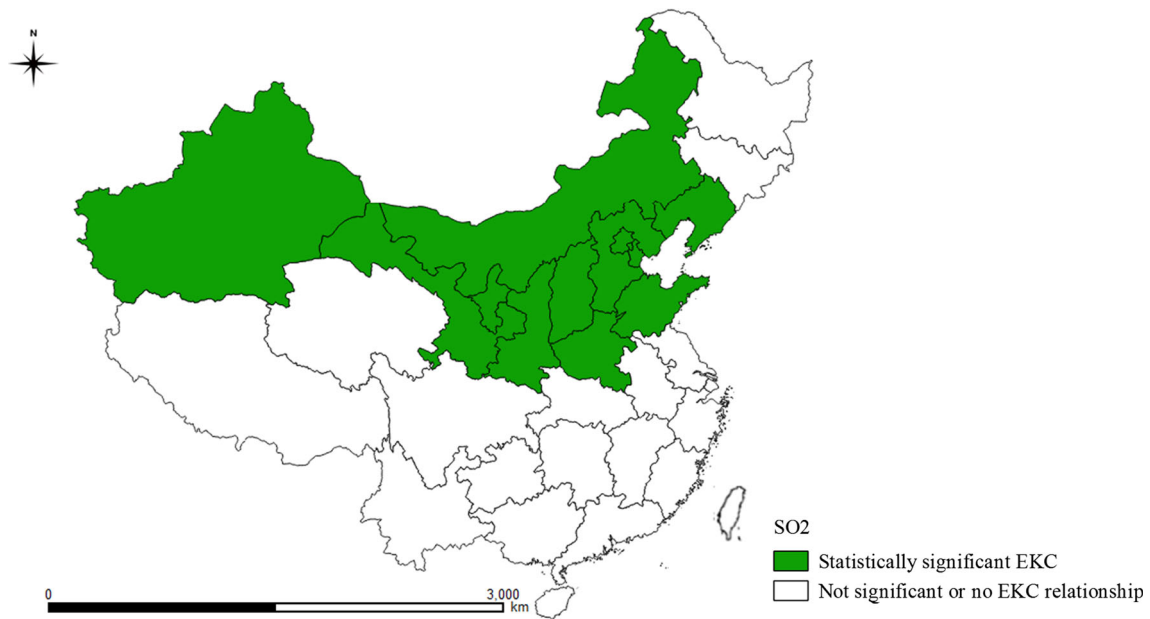 N
SO2
Statistically significant EKC
Not significant or no EKC relationship
0 3,000
km